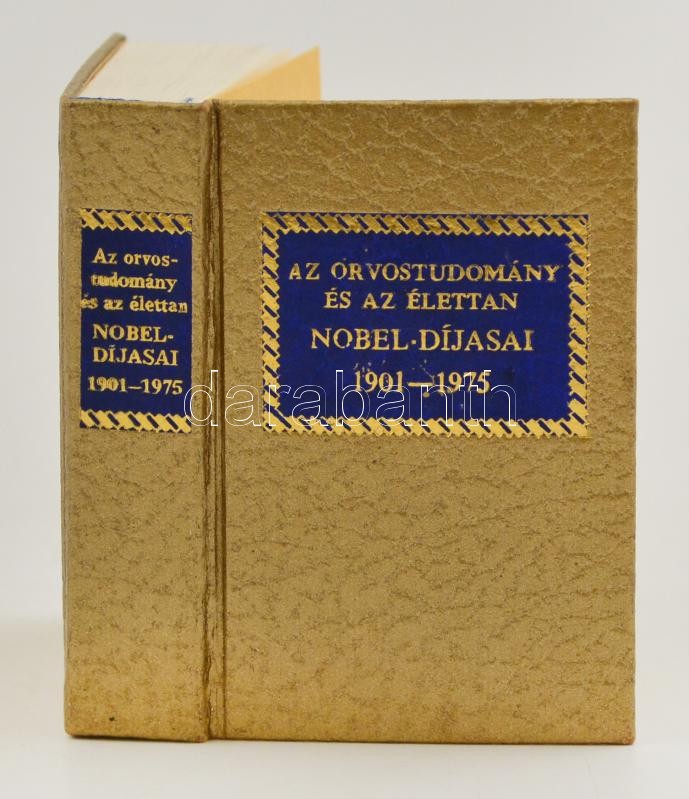 Az orvos-
tudomány
és az élettan
NOBEL-
DÍJASAI
1901—1975
AZ ORVOSTUDOMÁNY
ÉS AZ ÉLETTAN
NOBEL-DÍJASAI
1901—1975
darabanth